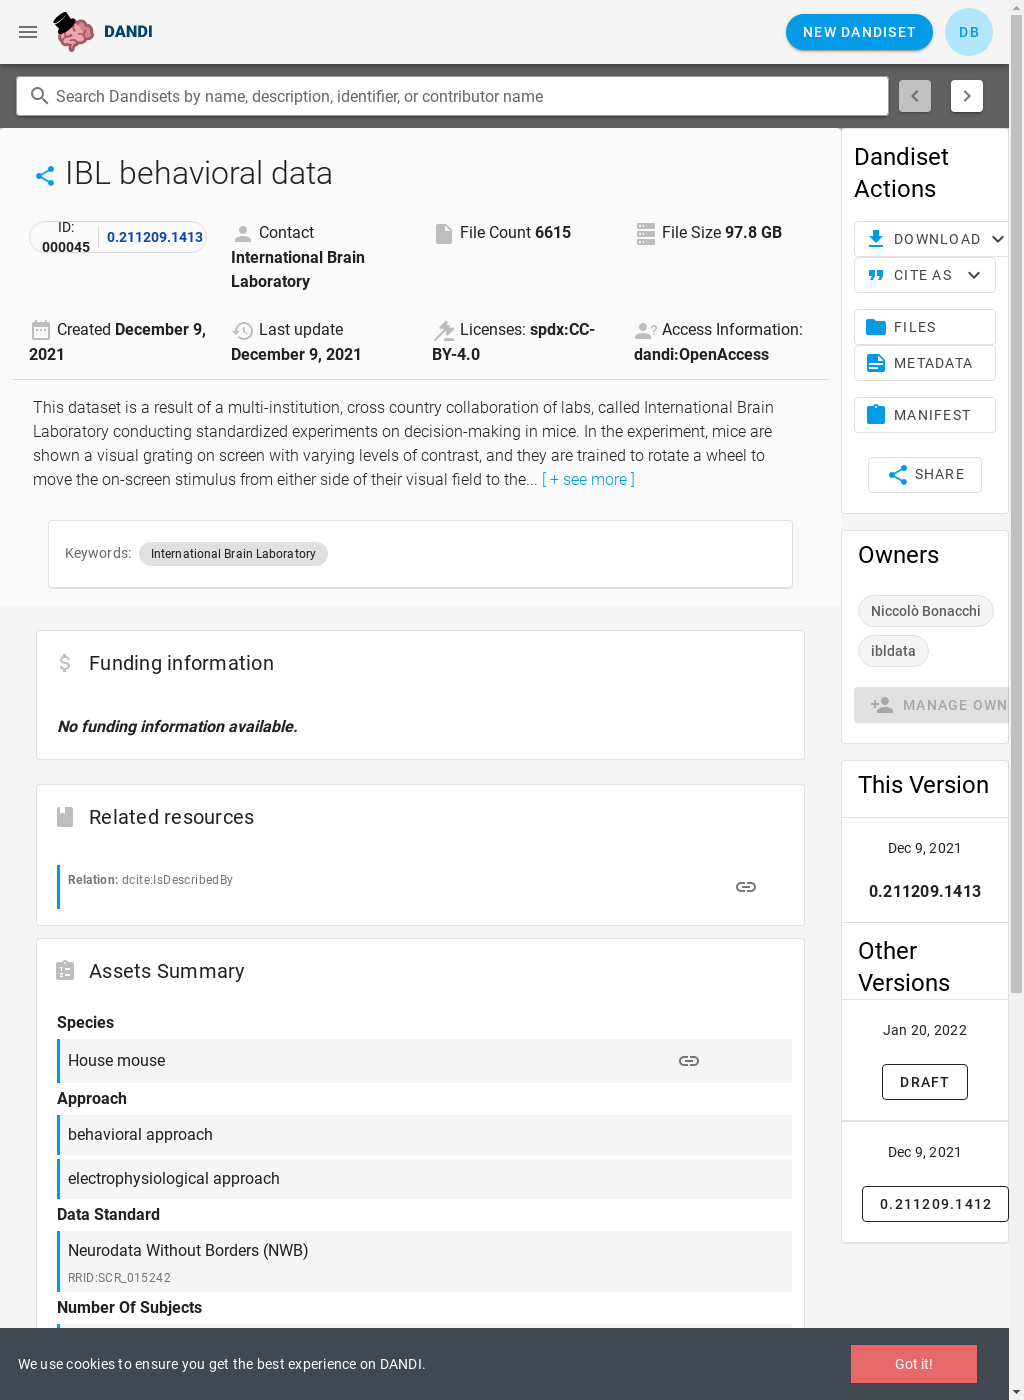 DANDI
NEW DANDISET
DB
Search Dandisets by name, description, identifier, or contributor name
IBL behavioral data
ID:
000045
0.211209.1413
Contact
International Brain
Laboratory
File Count 6615
File Size 97.8 GB
Created December 9,
2021
Last update
December 9, 2021
Licenses: spdx:CC-
BY-4.0
Access Information:
dandi:OpenAccess
This dataset is a result of a multi-institution, cross country collaboration of labs, called International Brain
Laboratory conducting standardized experiments on decision-making in mice. In the experiment, mice are
shown a visual grating on screen with varying levels of contrast, and they are trained to rotate a wheel to
move the on-screen stimulus from either side of their visual field to the... [ + see more ]
Keywords: International Brain Laboratory
Funding information
No funding information available.
Related resources
Relation: dcite:IsDescribedBy
Assets Summary
Species
House mouse
Approach
behavioral approach
electrophysiological approach
Data Standard
Neurodata Without Borders (NWB)
RRID:SCR_015242
Number Of Subjects
Dandiset
Actions
DOWNLOAD
CITE AS
FILES
METADATA
MANIFEST
SHARE
Owners
Niccolò Bonacchi
ibldata
MANAGE OWN
This Version
Dec 9, 2021
0.211209.1413
Other
Versions
Jan 20, 2022
DRAFT
Dec 9, 2021
0.211209.1412
We use cookies to ensure you get the best experience on DANDI.
Got it!